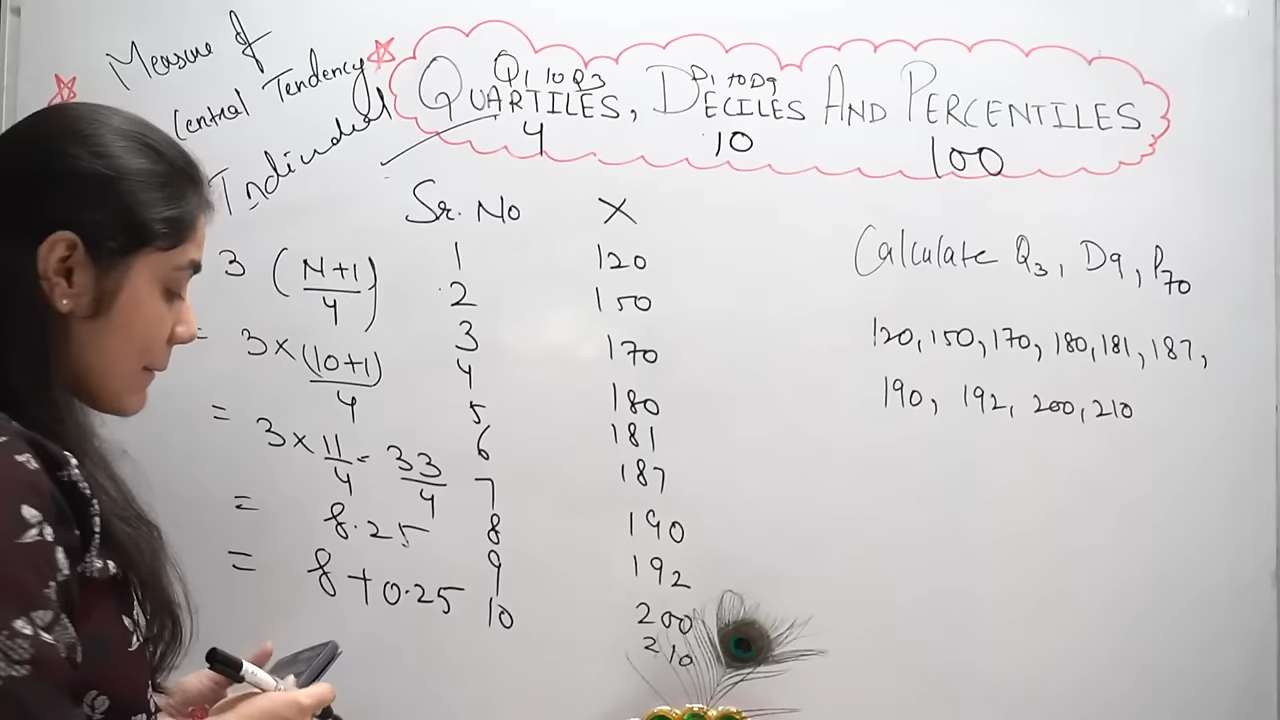 Measure of
Central Tendency
Individual
Q1 to Q3
D1 to D9
QUARTILES, DECILES AND PERCENTILES
4 10 100
Sr. No X
1 120
2 150
3 170
4 180
5 181
6 187
7 190
8 192
9 200
10 210
3 (N+1)/4
= 3×(10+1)/4
= 3×11/4 = 33/4
= 8.25
= 8+0.25
Calculate Q3, D9, P70
120, 150, 170, 180, 181, 187,
190, 192, 200, 210